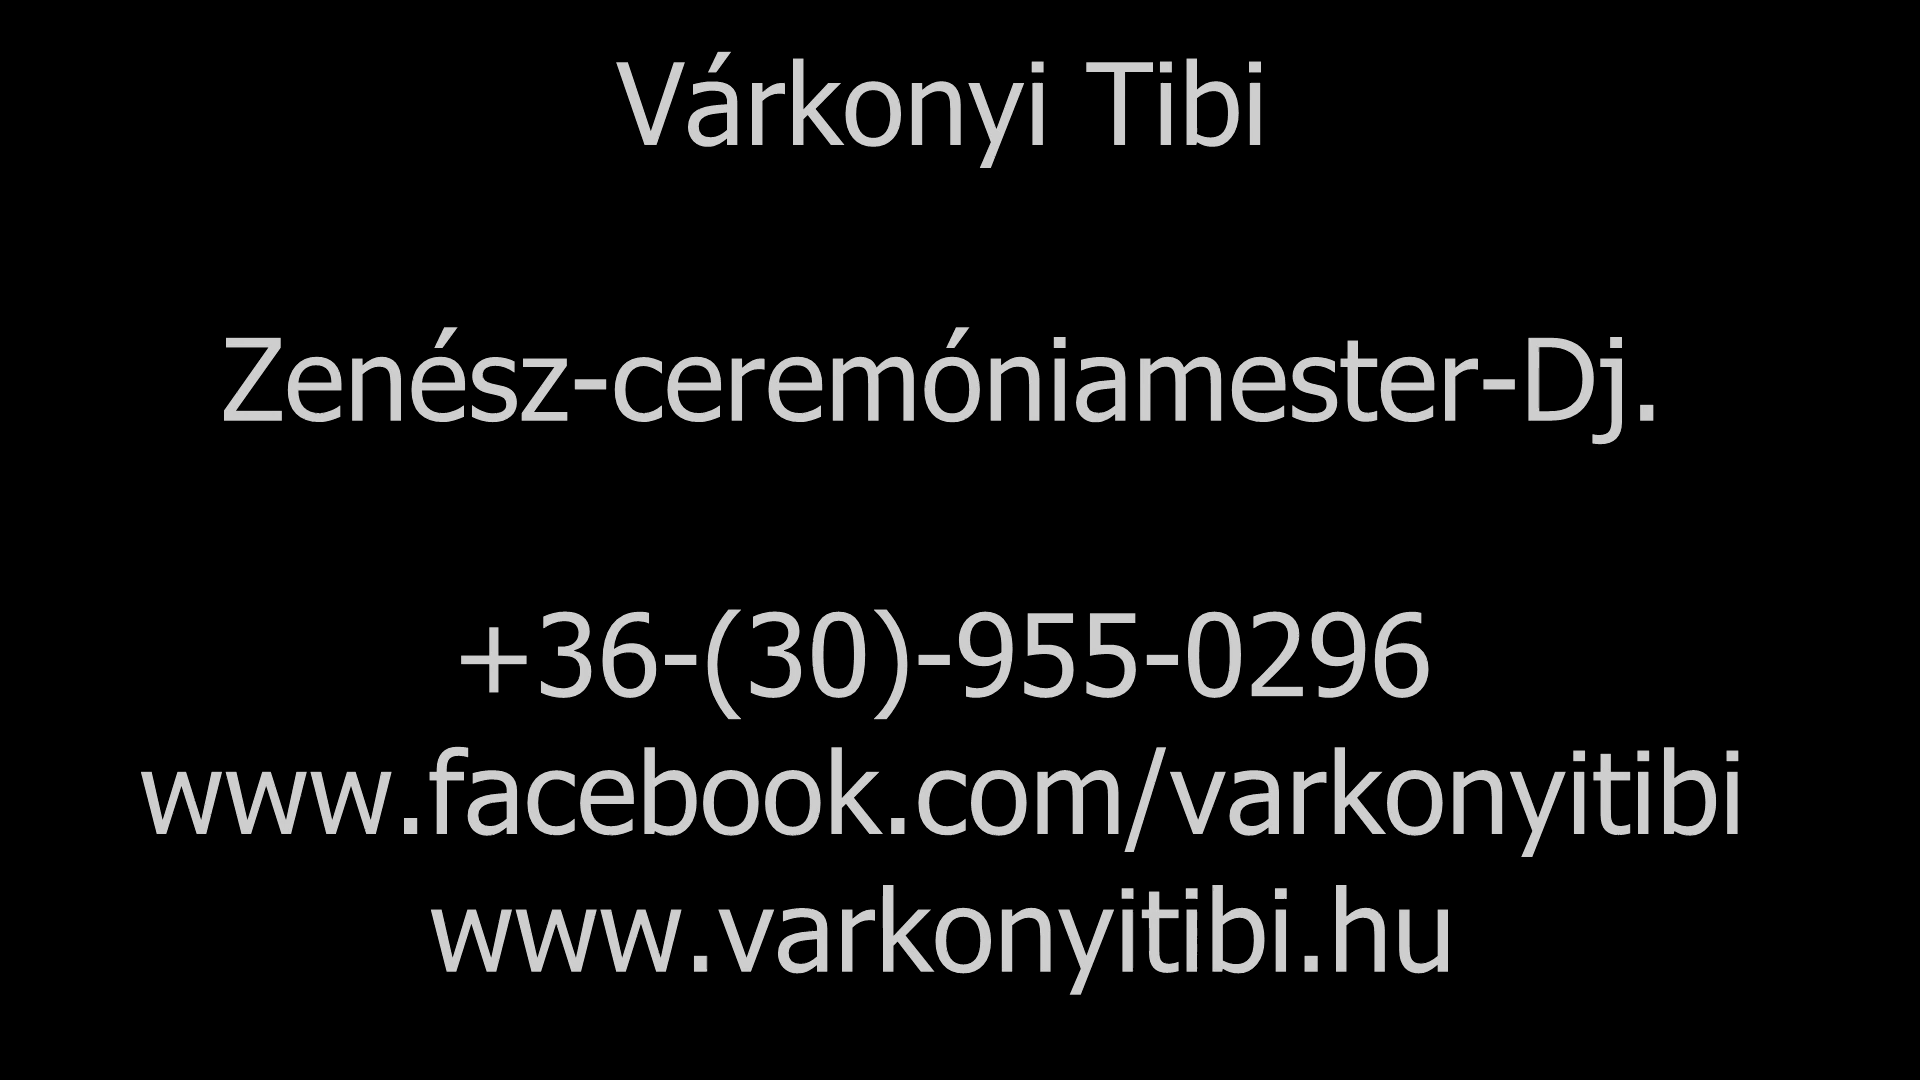 Várkonyi Tibi
Zenész-ceremóniamester-Dj.
+36-(30)-955-0296
www.facebook.com/varkonyitibi
www.varkonyitibi.hu